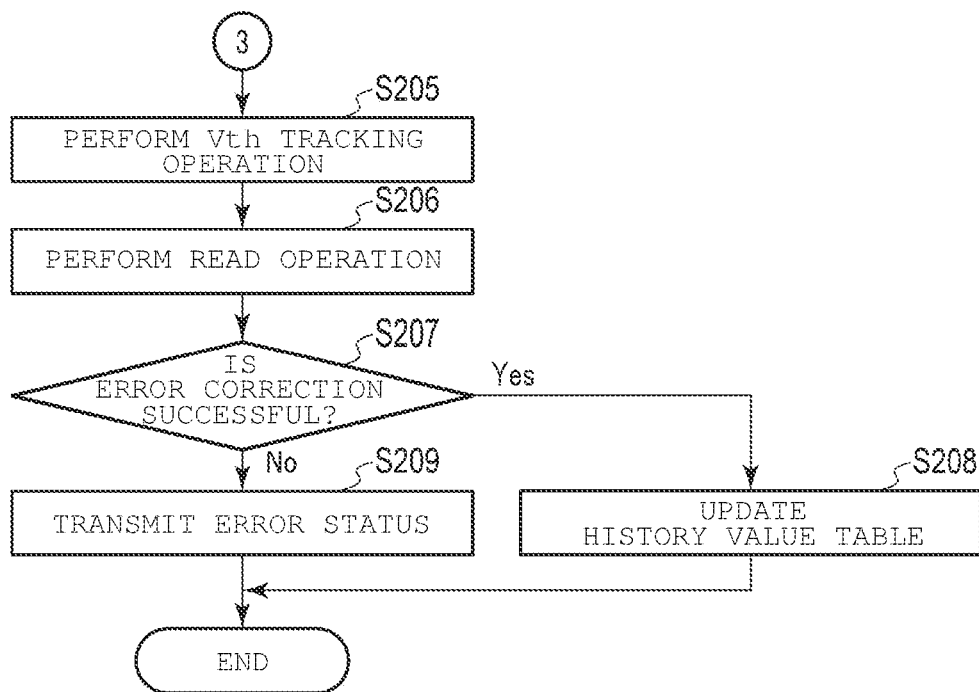 3
S205
PERFORM Vth TRACKING
OPERATION
S206
PERFORM READ OPERATION
S207
IS
ERROR CORRECTION
SUCCESSFUL?
Yes
No
S209
TRANSMIT ERROR STATUS
S208
UPDATE
HISTORY VALUE TABLE
END